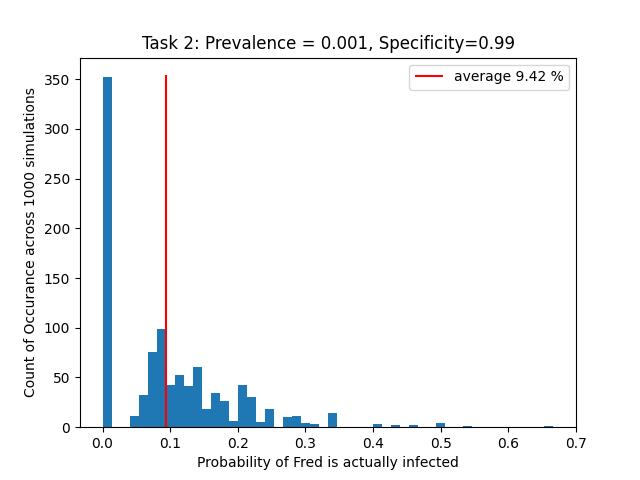 Task 2: Prevalence = 0.001, Specificity=0.99
average 9.42 %
350
300
250
200
150
100
50
0
Count of Occurance across 1000 simulations
0.0 0.1 0.2 0.3 0.4 0.5 0.6 0.7
Probability of Fred is actually infected